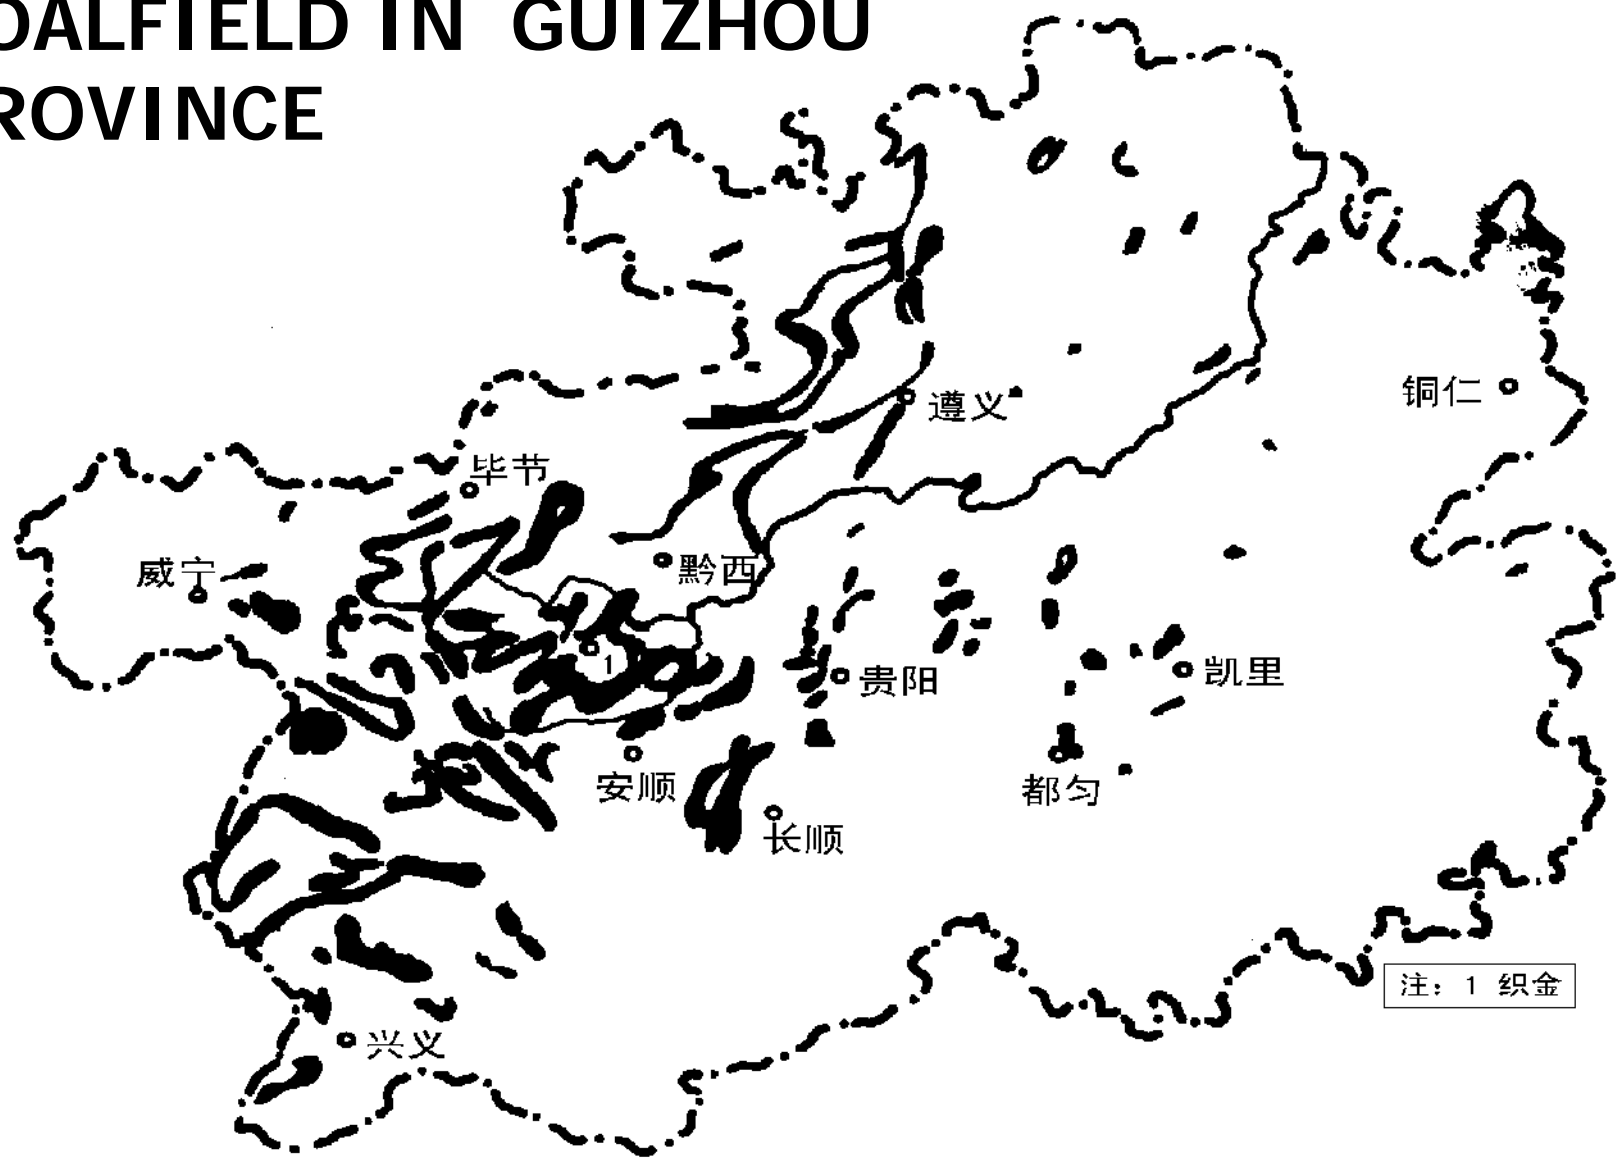 OALFIELD IN GUIZHOU
ROVINCE
遵义
铜仁
毕节
黔西
威宁
1
贵阳
凯里
安顺
都匀
长顺
注：1 织金
兴义